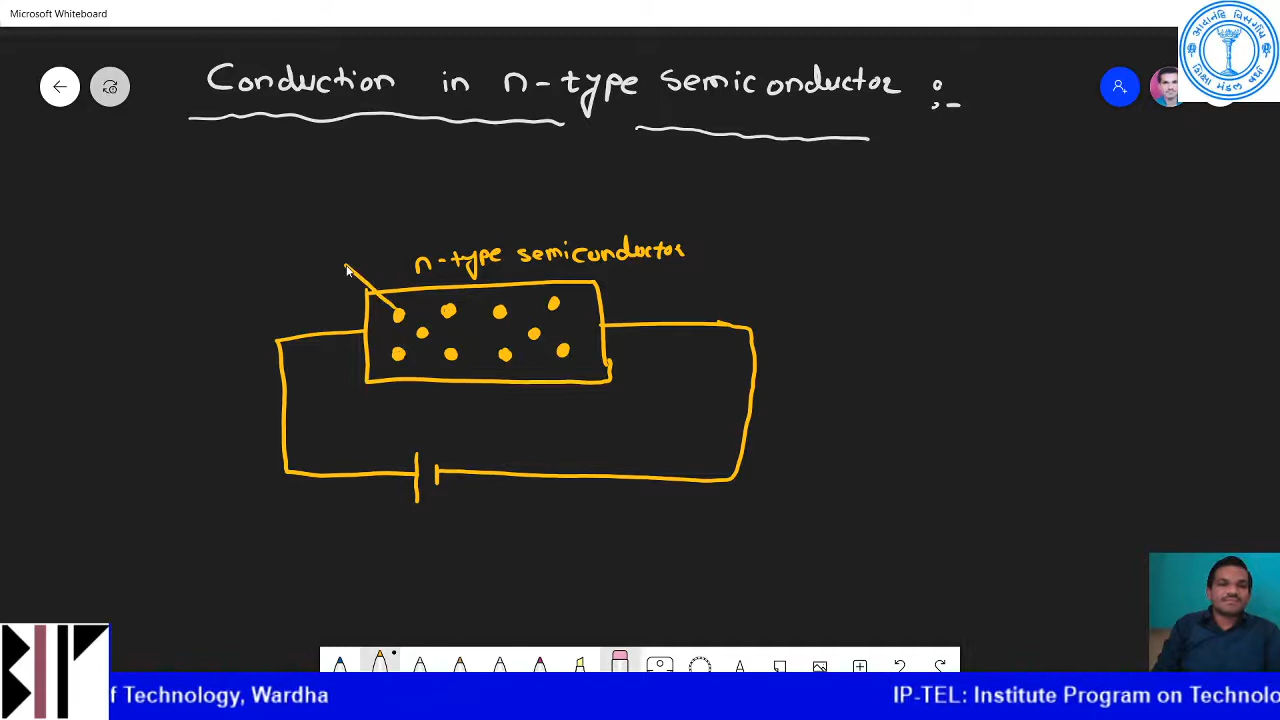 Microsoft Whiteboard
Conduction in n-type semiconductor :-
n-type semiconductor
f Technology, Wardha
IP-TEL: Institute Program on Technolo